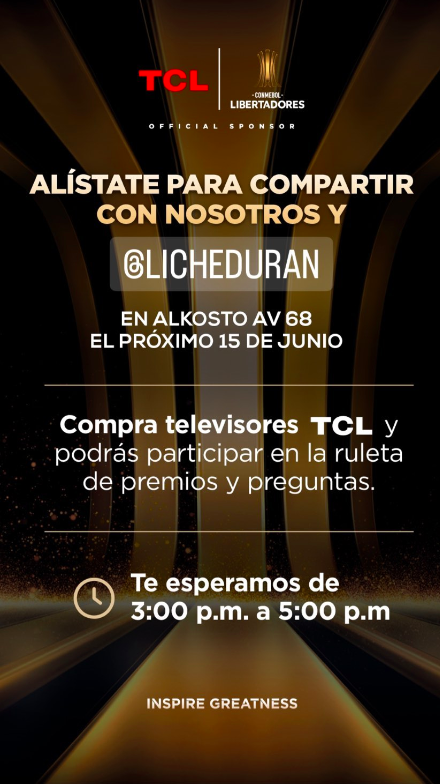 TCL
CONMEBOL
LIBERTADORES
OFFICIAL SPONSOR
ALÍSTATE PARA COMPARTIR
CON NOSOTROS Y
@LICHEDURAN
EN ALKOSTO AV 68
EL PRÓXIMO 15 DE JUNIO
Compra televisores TCL y
podrás participar en la ruleta
de premios y preguntas.
Te esperamos de
3:00 p.m. a 5:00 p.m
INSPIRE GREATNESS